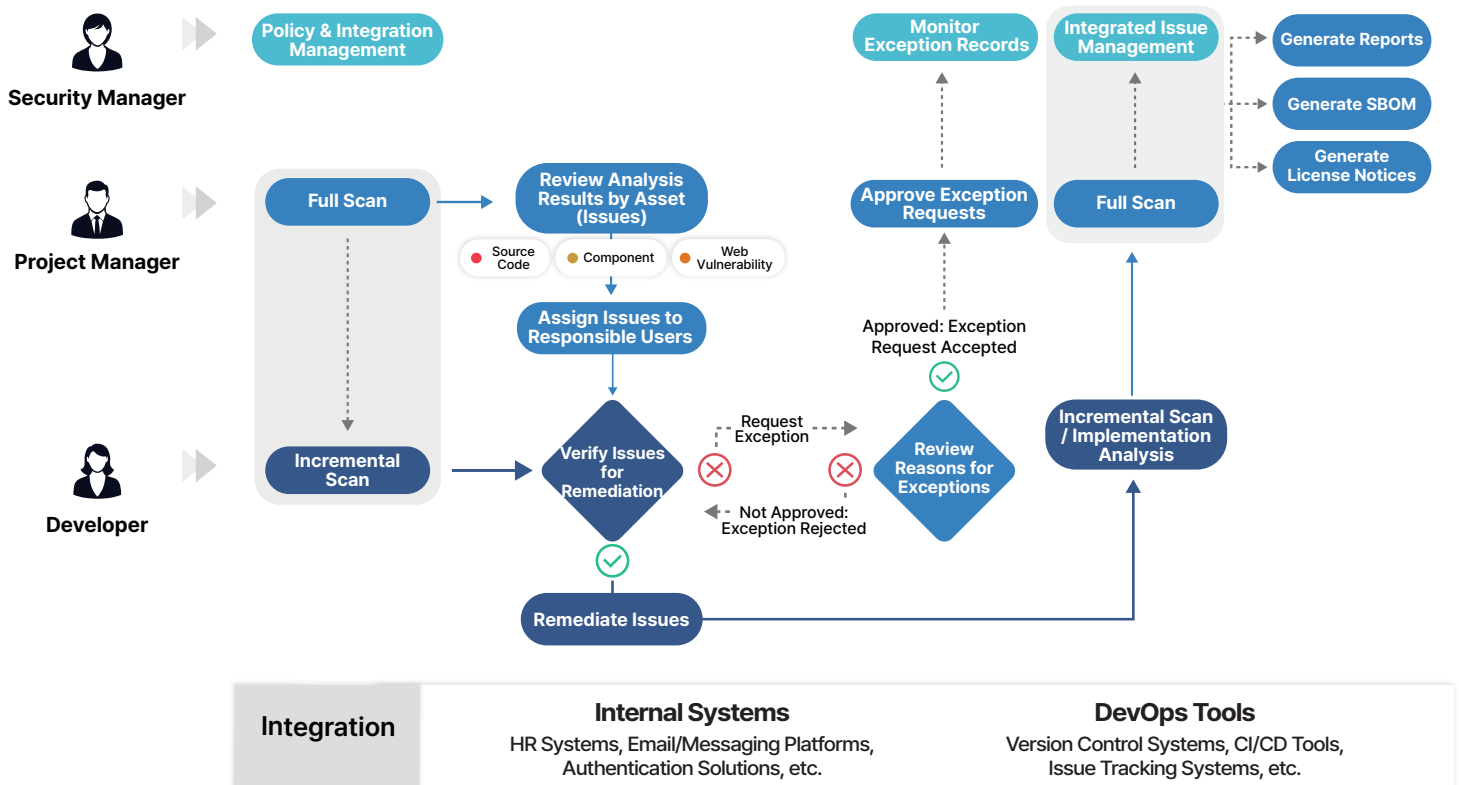 Security Manager
Policy & Integration
Management
Monitor
Exception Records
Integrated Issue
Management
Generate Reports
Generate SBOM
Generate
License Notices
Project Manager
Full Scan
Review Analysis
Results by Asset
(Issues)
Source
Code
Component
Web
Vulnerability
Assign Issues to
Responsible Users
Approve Exception
Requests
Full Scan
Approved: Exception
Request Accepted
Developer
Incremental
Scan
Verify Issues
for
Remediation
Request
Exception
Not Approved:
Exception Rejected
Review
Reasons for
Exceptions
Incremental Scan
/ Implementation
Analysis
Remediate Issues
Integration
Internal Systems
HR Systems, Email/Messaging Platforms,
Authentication Solutions, etc.
DevOps Tools
Version Control Systems, CI/CD Tools,
Issue Tracking Systems, etc.